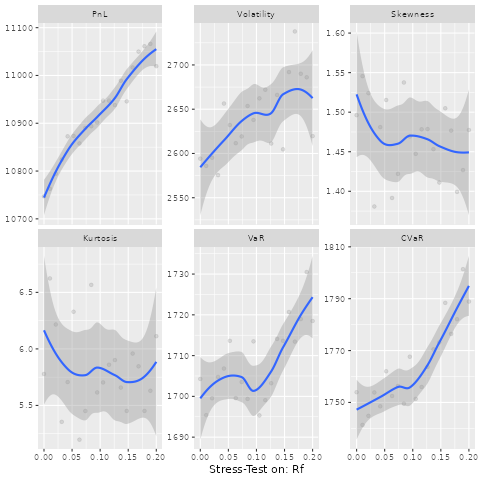 PnL
Volatility
Skewness
11100
11000
10900
10800
10700
2700
2650
2600
2550
1.60
1.55
1.50
1.45
1.40
Kurtosis
VaR
CVaR
6.5
6.0
5.5
1730
1720
1710
1700
1690
1810
1790
1770
1750
0.00 0.05 0.10 0.15 0.20
0.00 0.05 0.10 0.15 0.20
0.00 0.05 0.10 0.15 0.20
Stress-Test on: Rf